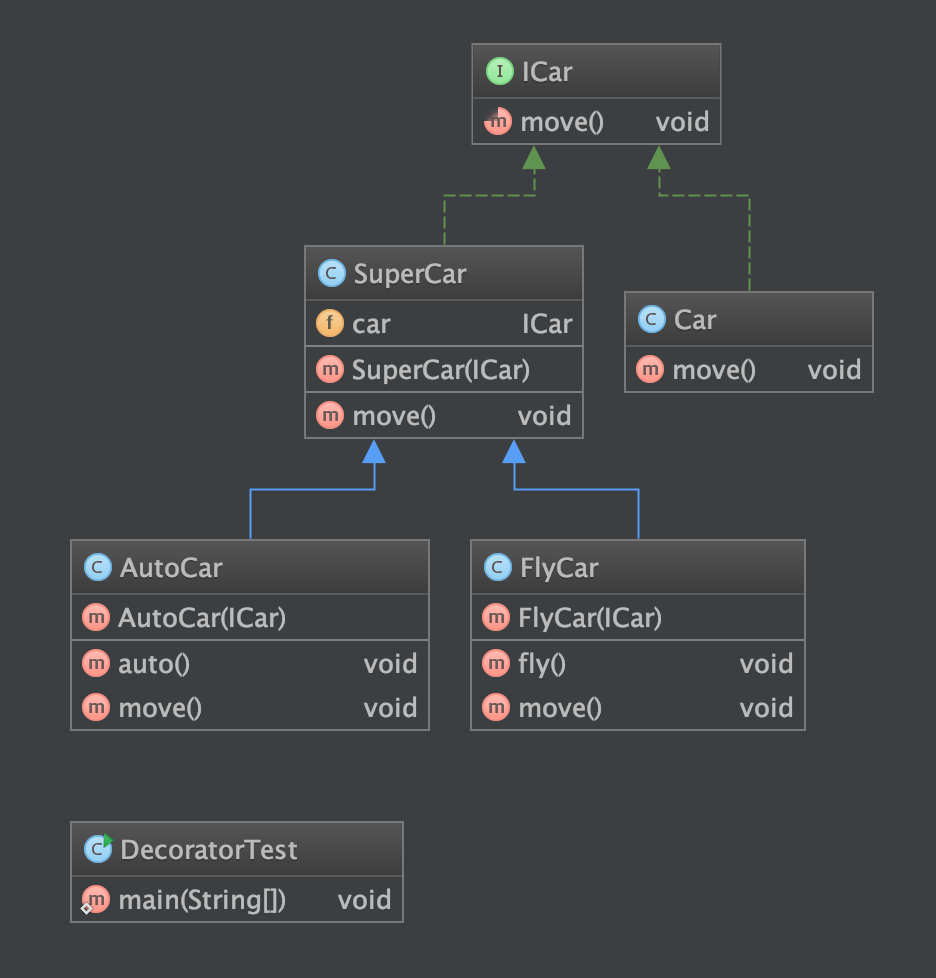 I ICar
m move() void
C SuperCar
f car ICar
m SuperCar(ICar)
m move() void
C Car
m move() void
C AutoCar
m AutoCar(ICar)
m auto() void
m move() void
C FlyCar
m FlyCar(ICar)
m fly() void
m move() void
C DecoratorTest
m main(String[]) void